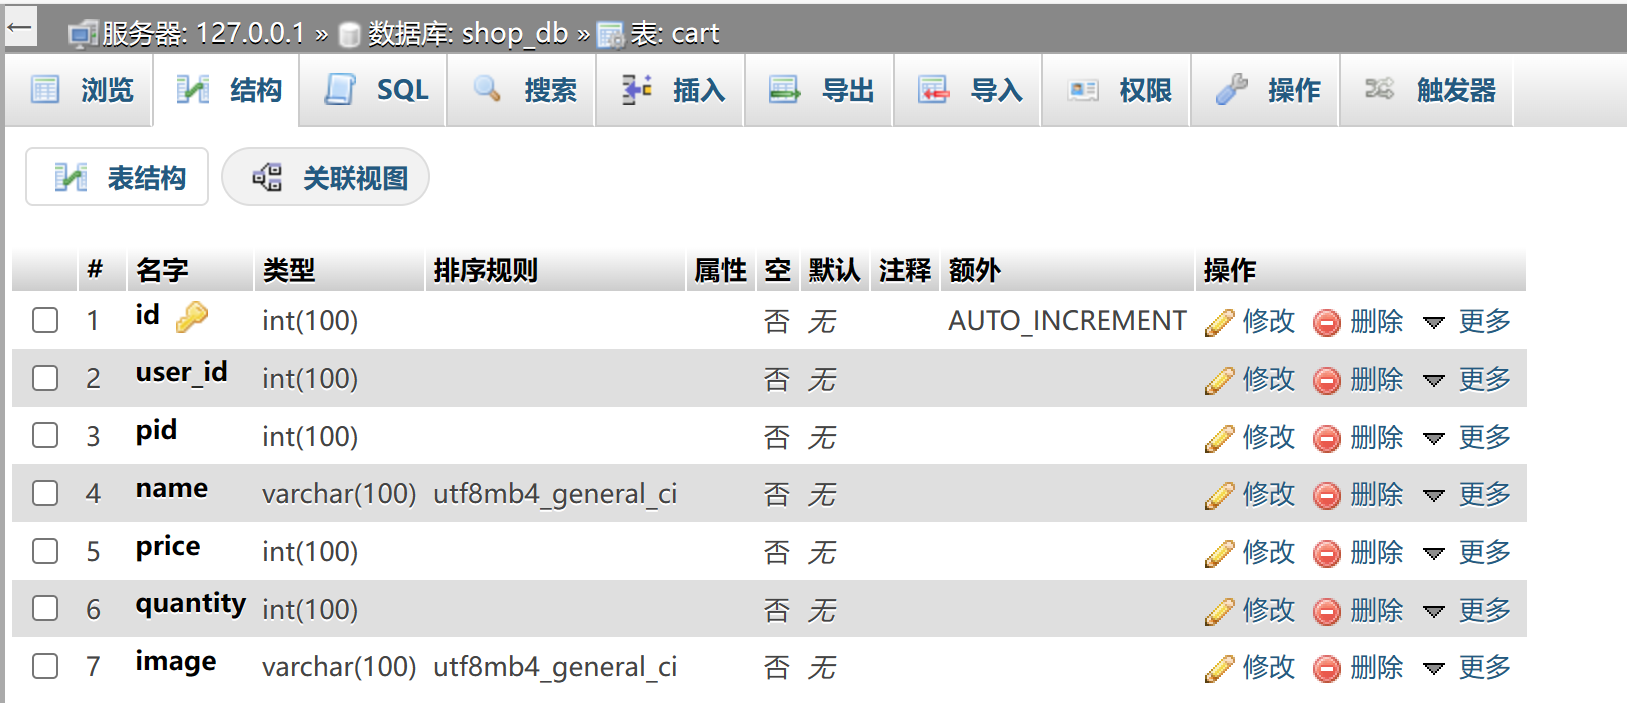 ← 服务器: 127.0.0.1 » 数据库: shop_db » 表: cart
浏览 结构 SQL 搜索 插入 导出 导入 权限 操作 触发器
表结构 关联视图
# 名字 类型 排序规则 属性 空 默认 注释 额外 操作
1 id int(100) 否 无 AUTO_INCREMENT 修改 删除 更多
2 user_id int(100) 否 无 修改 删除 更多
3 pid int(100) 否 无 修改 删除 更多
4 name varchar(100) utf8mb4_general_ci 否 无 修改 删除 更多
5 price int(100) 否 无 修改 删除 更多
6 quantity int(100) 否 无 修改 删除 更多
7 image varchar(100) utf8mb4_general_ci 否 无 修改 删除 更多